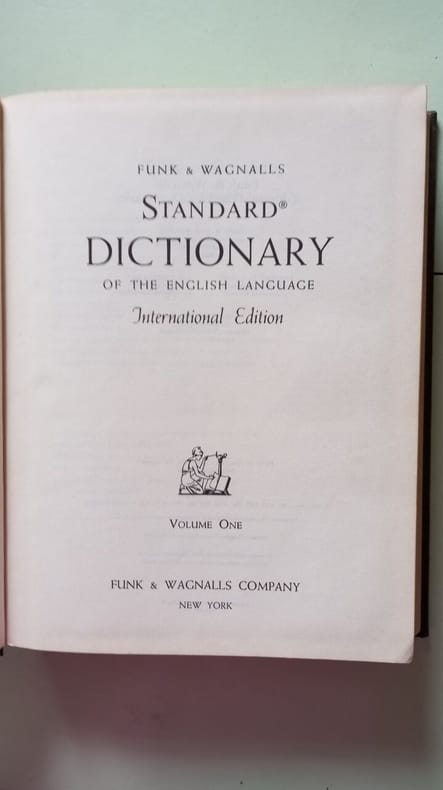 FUNK & WAGNALLS
STANDARD®
DICTIONARY
OF THE ENGLISH LANGUAGE
International Edition
VOLUME ONE
FUNK & WAGNALLS COMPANY
NEW YORK